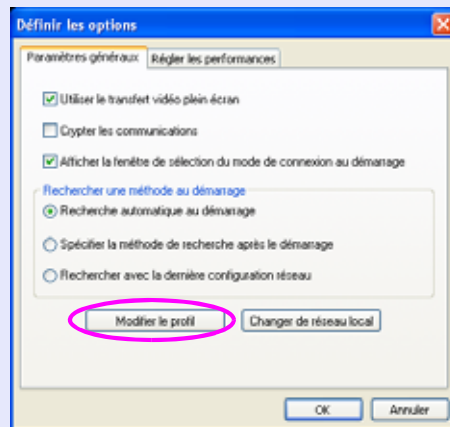 Définir les options
Paramètres généraux Régler les performances
Utiliser le transfert vidéo plein écran
Crypter les communications
Afficher la fenêtre de sélection du mode de connexion au démarrage
Rechercher une méthode au démarrage
Recherche automatique au démarrage
Spécifier la méthode de recherche après le démarrage
Rechercher avec la dernière configuration réseau
Modifier le profil Changer de réseau local
OK Annuler